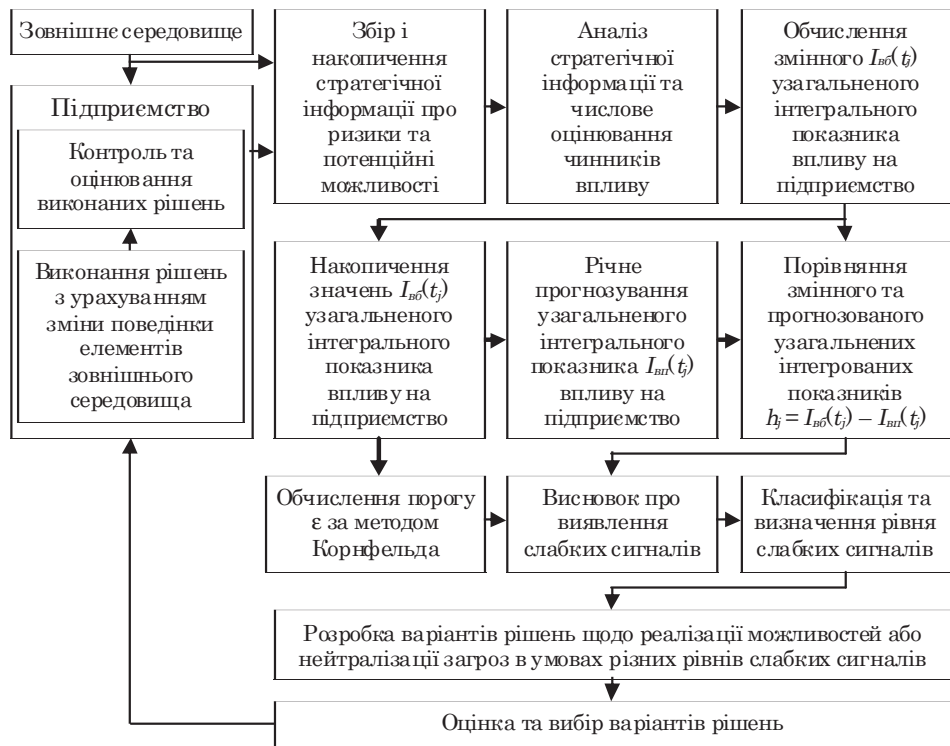 Зовнішнє середовище
Підприємство
Контроль та
оцінювання
виконаних рішень
Виконання рішень
з урахуванням
зміни поведінки
елементів
зовнішнього
середовища
Збір і
накопичення
стратегічної
інформації про
ризики та
потенційні
можливості
Аналіз
стратегічної
інформації та
числове
оцінювання
чинників
впливу
Обчислення
змінного Iвб(tj)
узагальненого
інтегрального
показника
впливу на
підприємство
Накопичення
значень Iвб(tj)
узагальненого
інтегрального
показника
впливу на
підприємство
Річне
прогнозування
узагальненого
інтегрального
показника Iвп(tj)
впливу на
підприємство
Порівняння
змінного та
прогнозованого
узагальнених
інтегрованих
показників
hj = Iвб(tj) – Iвп(tj)
Обчислення порогу
ε за методом
Корнфельда
Висновок про
виявлення
слабких сигналів
Класифікація та
визначення рівня
слабких сигналів
Розробка варіантів рішень щодо реалізації можливостей або
нейтралізації загроз в умовах різних рівнів слабких сигналів
Оцінка та вибір варіантів рішень